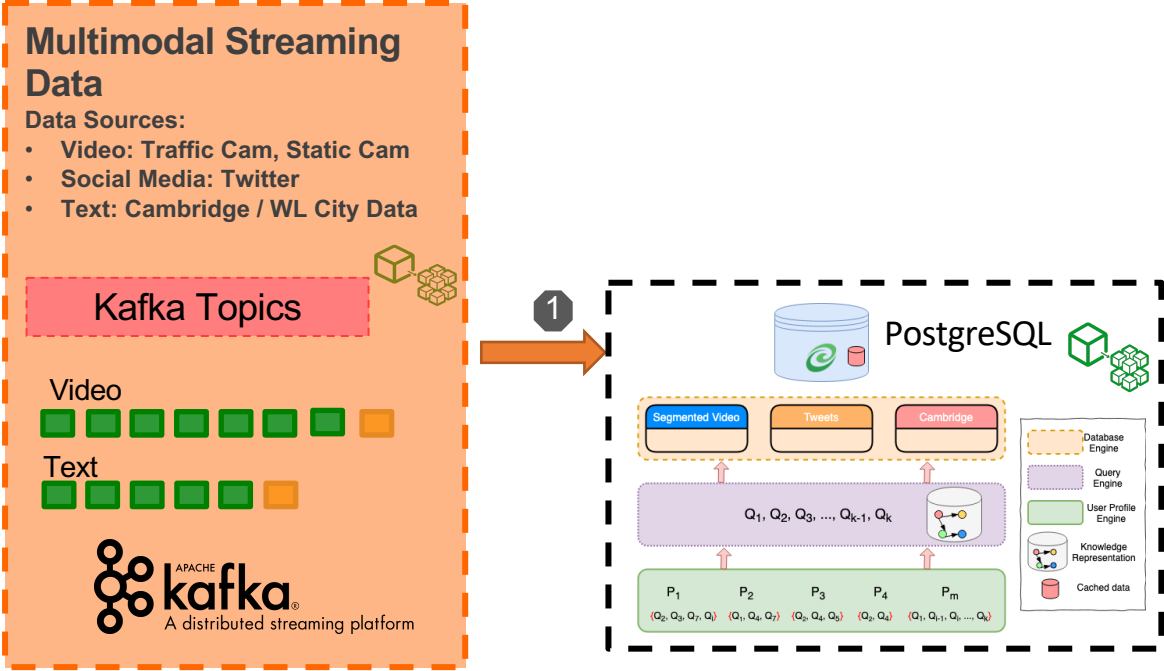 Multimodal Streaming
Data
Data Sources:
• Video: Traffic Cam, Static Cam
• Social Media: Twitter
• Text: Cambridge / WL City Data
Kafka Topics
Video
Text
APACHE
kafka®
A distributed streaming platform
1
PostgreSQL
Segmented Video
Tweets
Cambridge
Q1, Q2, Q3, ..., Qk-1, Qk
P1 P2 P3 P4 Pm
{Q2, Q3, Q7, Qi} {Q1, Q4, Q7} {Q2, Q4, Q5} {Q2, Q4} {Q1, Qi-1, Qi, ..., Qk}
Database
Engine
Query
Engine
User Profile
Engine
Knowledge
Representation
Cached data